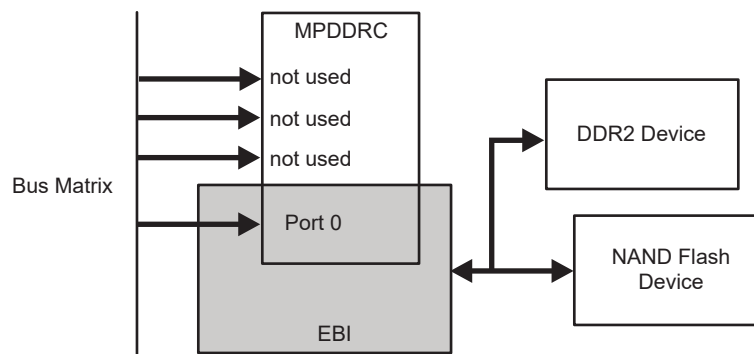 MPDDRC
not used
not used
not used
Bus Matrix
Port 0
EBI
DDR2 Device
NAND Flash
Device